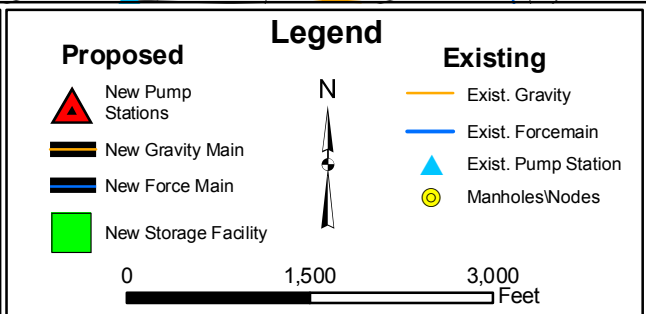 Legend
Proposed
New Pump
Stations
New Gravity Main
New Force Main
New Storage Facility
N
Existing
Exist. Gravity
Exist. Forcemain
Exist. Pump Station
Manholes\Nodes
0 1,500 3,000
Feet